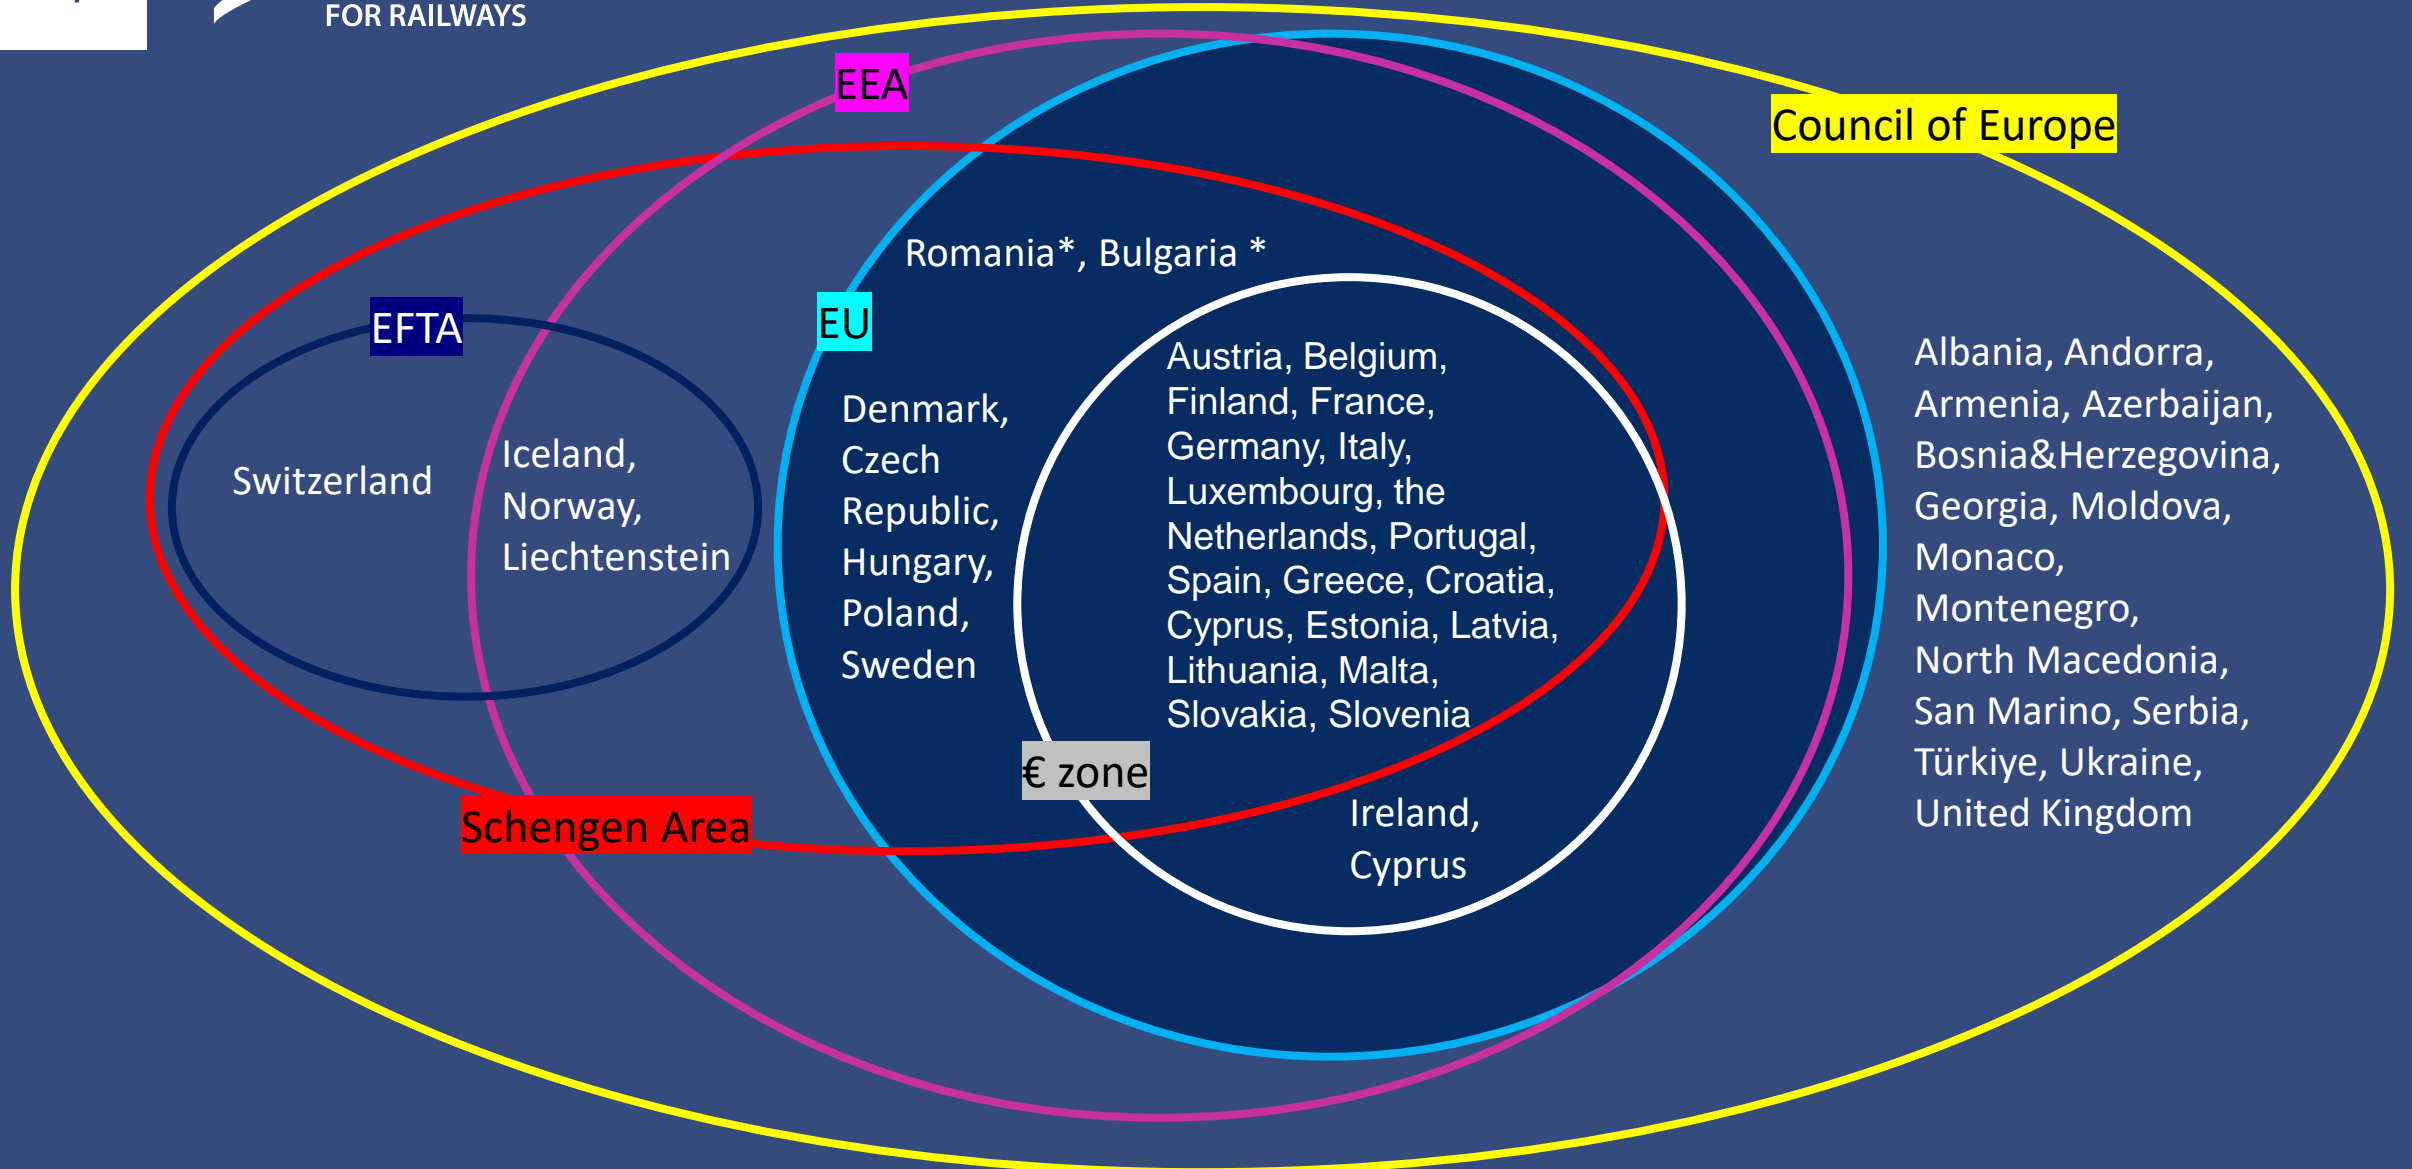 FOR RAILWAYS
EEA
Council of Europe
Romania*, Bulgaria *
EFTA
EU
Switzerland
Iceland,
Norway,
Liechtenstein
Denmark,
Czech
Republic,
Hungary,
Poland,
Sweden
Austria, Belgium,
Finland, France,
Germany, Italy,
Luxembourg, the
Netherlands, Portugal,
Spain, Greece, Croatia,
Cyprus, Estonia, Latvia,
Lithuania, Malta,
Slovakia, Slovenia
€ zone
Schengen Area
Ireland,
Cyprus
Albania, Andorra,
Armenia, Azerbaijan,
Bosnia&Herzegovina,
Georgia, Moldova,
Monaco,
Montenegro,
North Macedonia,
San Marino, Serbia,
Türkiye, Ukraine,
United Kingdom